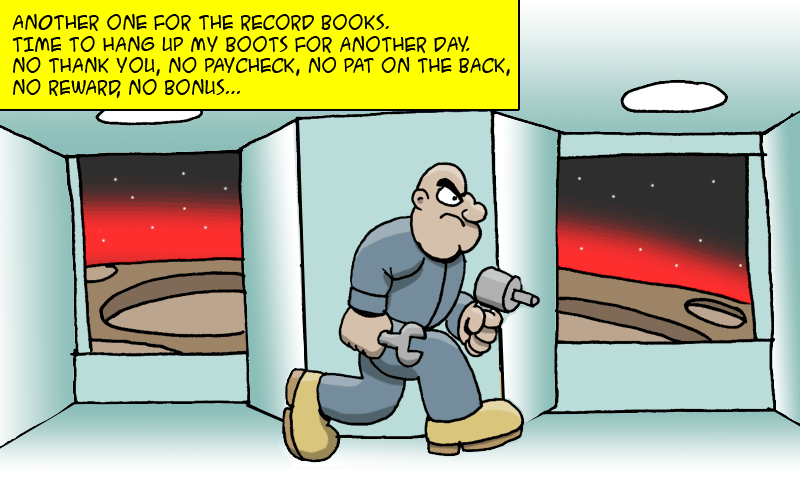 ANOTHER ONE FOR THE RECORD BOOKS.
TIME TO HANG UP MY BOOTS FOR ANOTHER DAY.
NO THANK YOU, NO PAYCHECK, NO PAT ON THE BACK,
NO REWARD, NO BONUS...